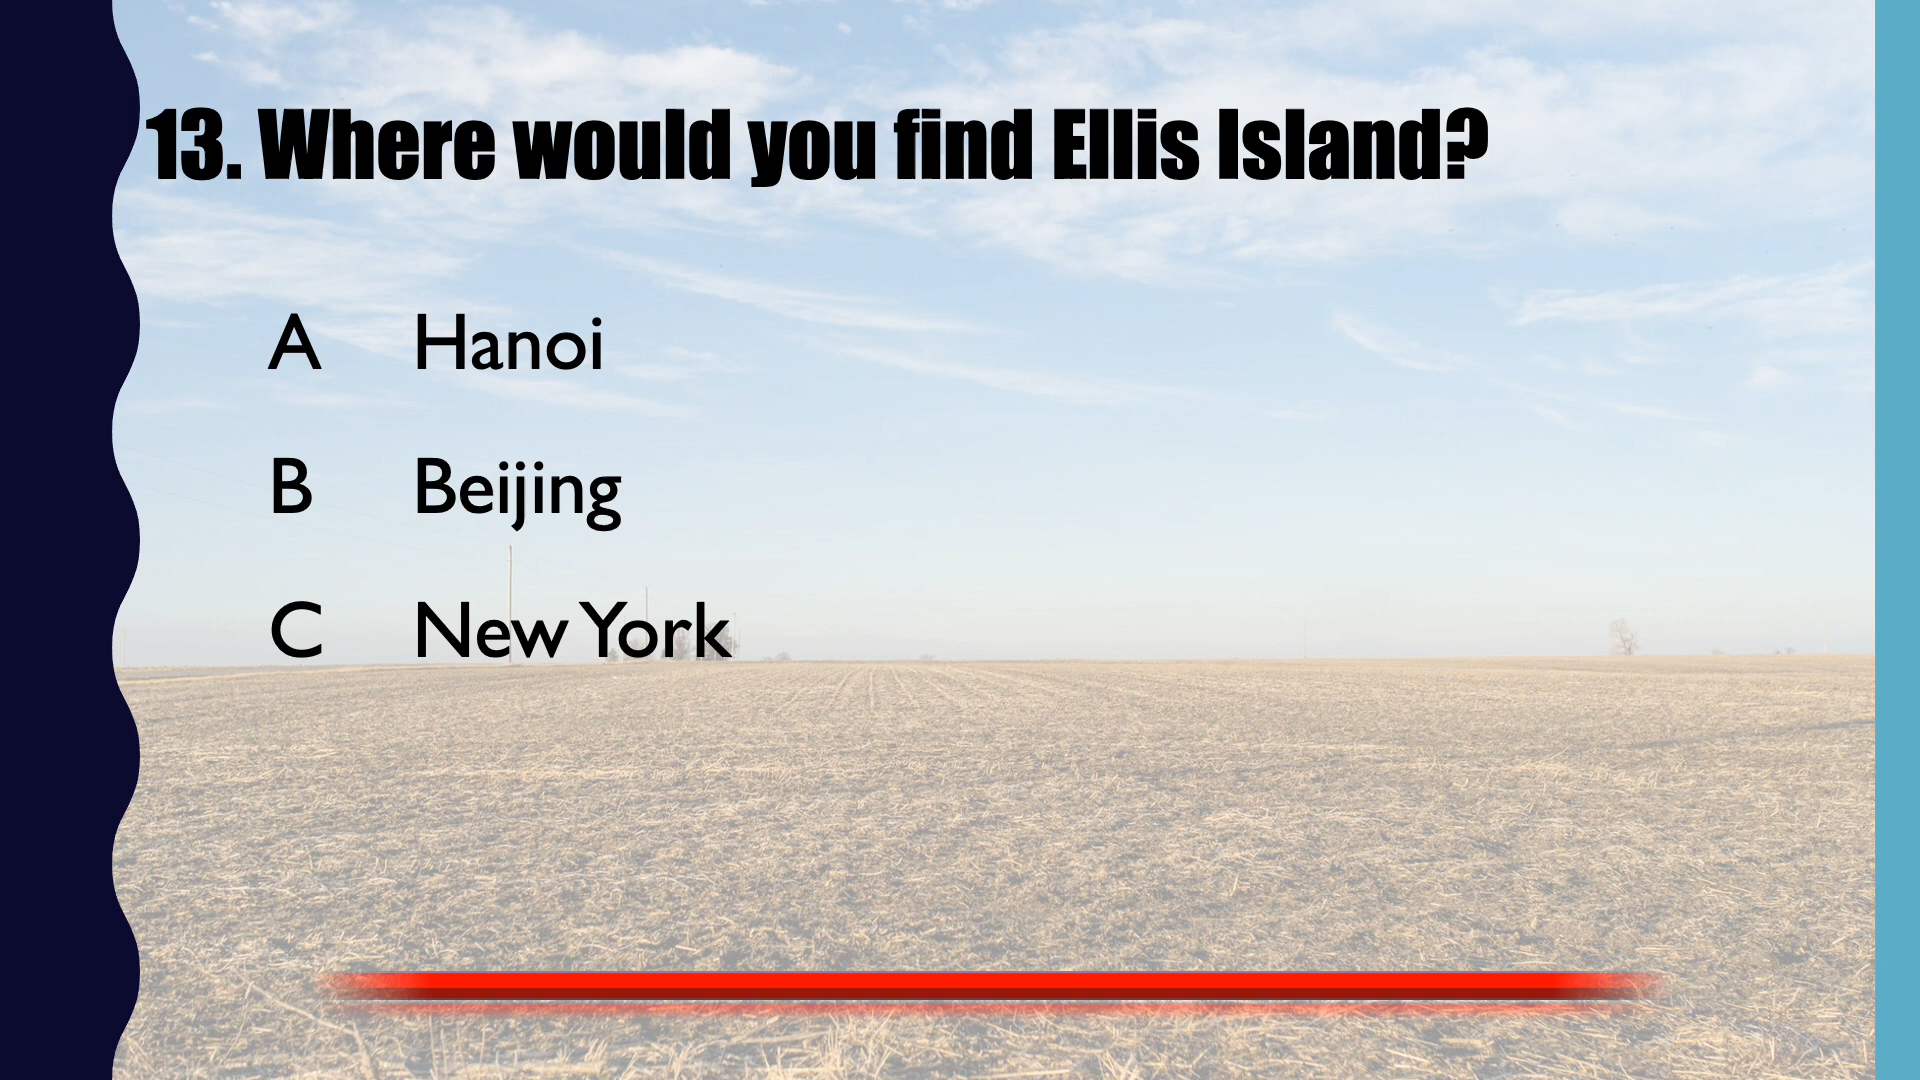 13. Where would you find Ellis Island?
A Hanoi
B Beijing
C New York